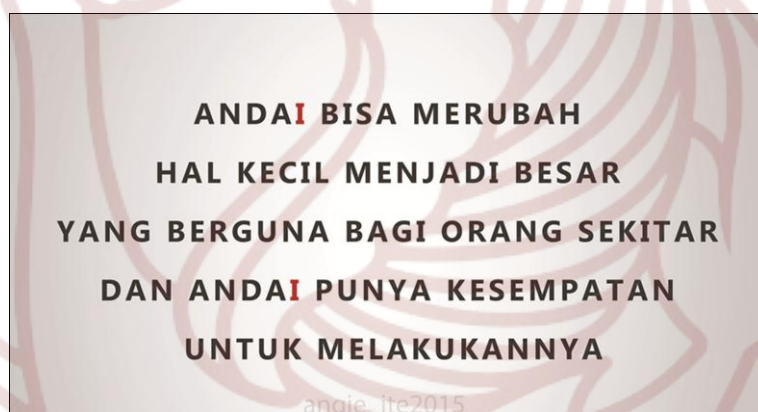 ANDAI BISA MERUBAH
HAL KECIL MENJADI BESAR
YANG BERGUNA BAGI ORANG SEKITAR
DAN ANDAI PUNYA KESEMPATAN
UNTUK MELAKUKANNYA
angie_ite2015